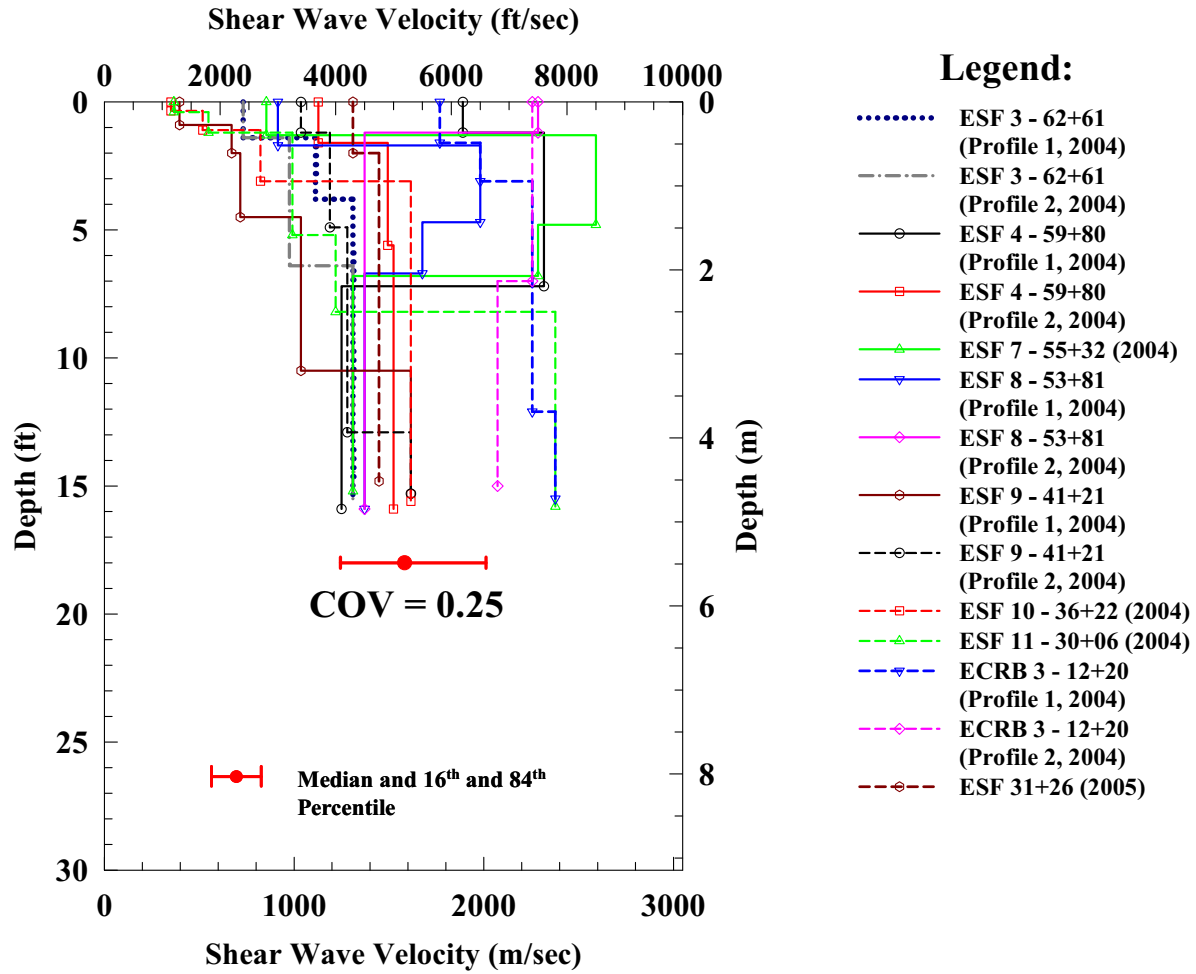 Shear Wave Velocity (ft/sec)
0 2000 4000 6000 8000 10000
0
5
10
15
20
25
30
Depth (ft)
0
2
4
6
8
Depth (m)
COV = 0.25
Median and 16th and 84th
Percentile
0 1000 2000 3000
Shear Wave Velocity (m/sec)
Legend:
ESF 3 - 62+61
(Profile 1, 2004)
ESF 3 - 62+61
(Profile 2, 2004)
ESF 4 - 59+80
(Profile 1, 2004)
ESF 4 - 59+80
(Profile 2, 2004)
ESF 7 - 55+32 (2004)
ESF 8 - 53+81
(Profile 1, 2004)
ESF 8 - 53+81
(Profile 2, 2004)
ESF 9 - 41+21
(Profile 1, 2004)
ESF 9 - 41+21
(Profile 2, 2004)
ESF 10 - 36+22 (2004)
ESF 11 - 30+06 (2004)
ECRB 3 - 12+20
(Profile 1, 2004)
ECRB 3 - 12+20
(Profile 2, 2004)
ESF 31+26 (2005)